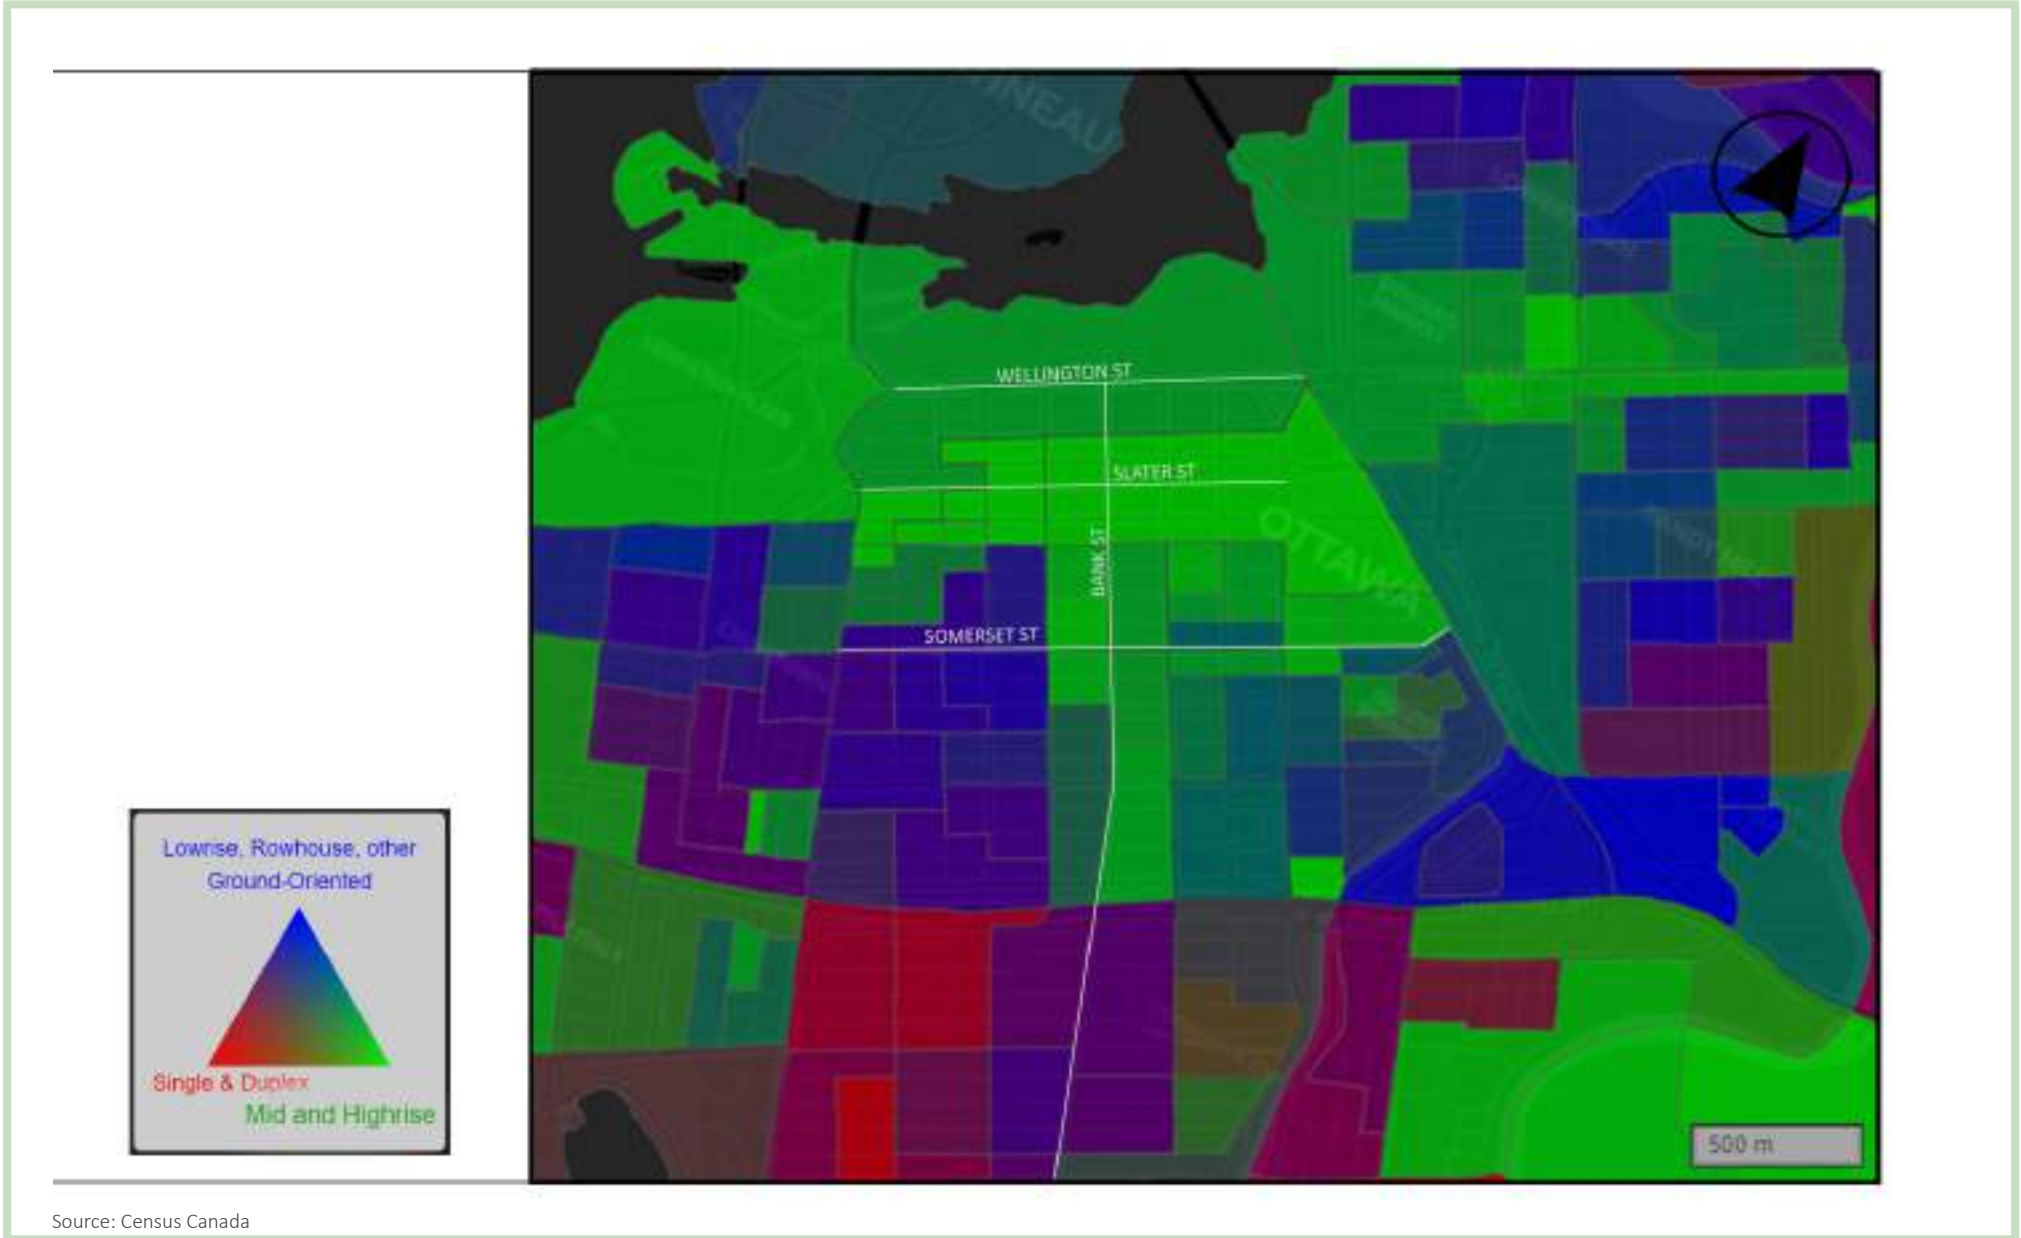 GINEAU
WELLINGTON ST
SLATER ST
OTTAWA
BANK ST
SOMERSET ST
Lowrise, Rowhouse, other
Ground-Oriented
Single & Duplex
Mid and Highrise
500 m
Source: Census Canada